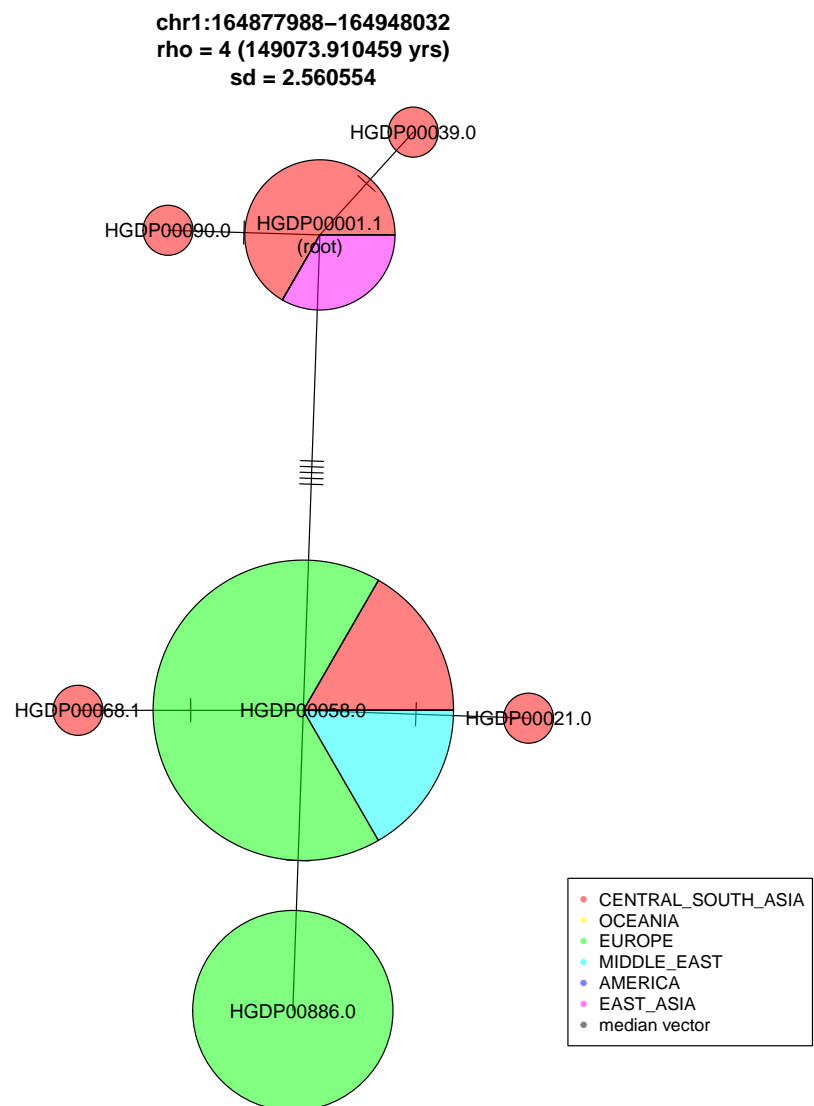 chr1:164877988−164948032
rho = 4 (149073.910459 yrs)
sd = 2.560554
HGDP00039.0
HGDP00090.0
HGDP00001.1
(root)
HGDP00068.1
HGDP00058.0
HGDP00021.0
HGDP00886.0
CENTRAL_SOUTH_ASIA
OCEANIA
EUROPE
MIDDLE_EAST
AMERICA
EAST_ASIA
median vector